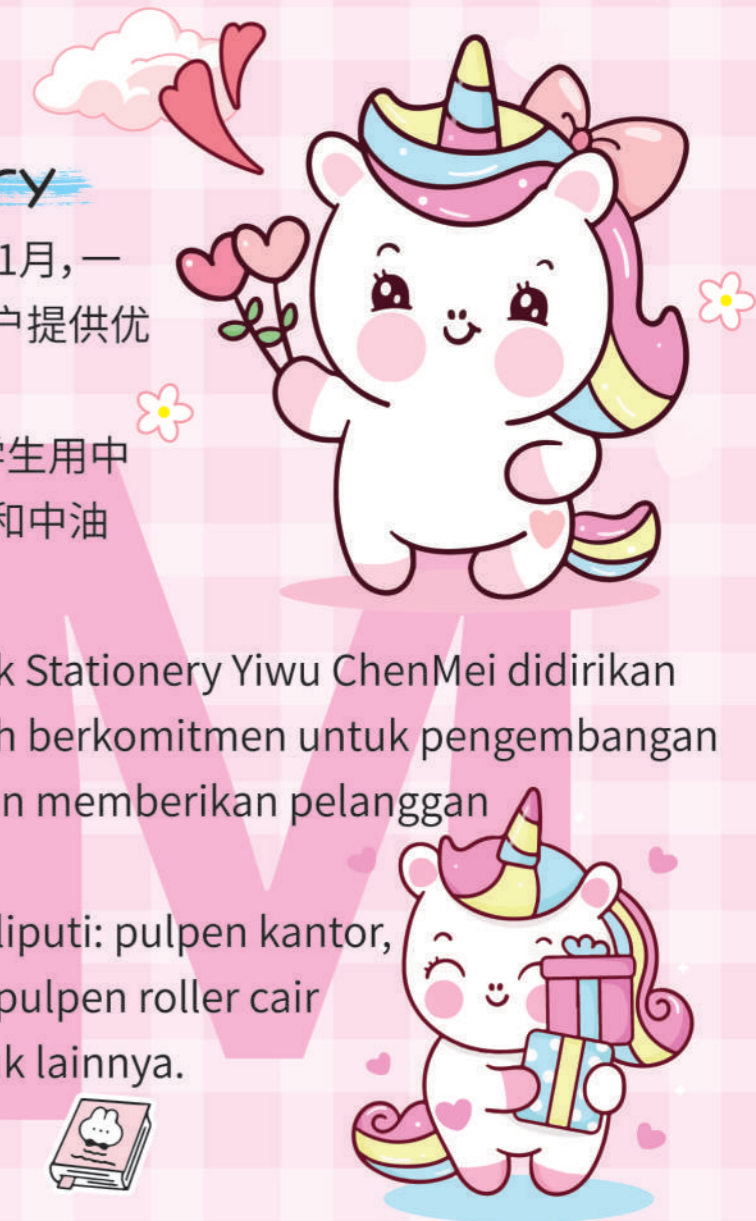 ry
1月，一
户提供优
学生用中
和中油
k Stationery Yiwu ChenMei didirikan
h berkomitmen untuk pengembangan
n memberikan pelanggan
liputi: pulpen kantor,
pulpen roller cair
k lainnya.
M